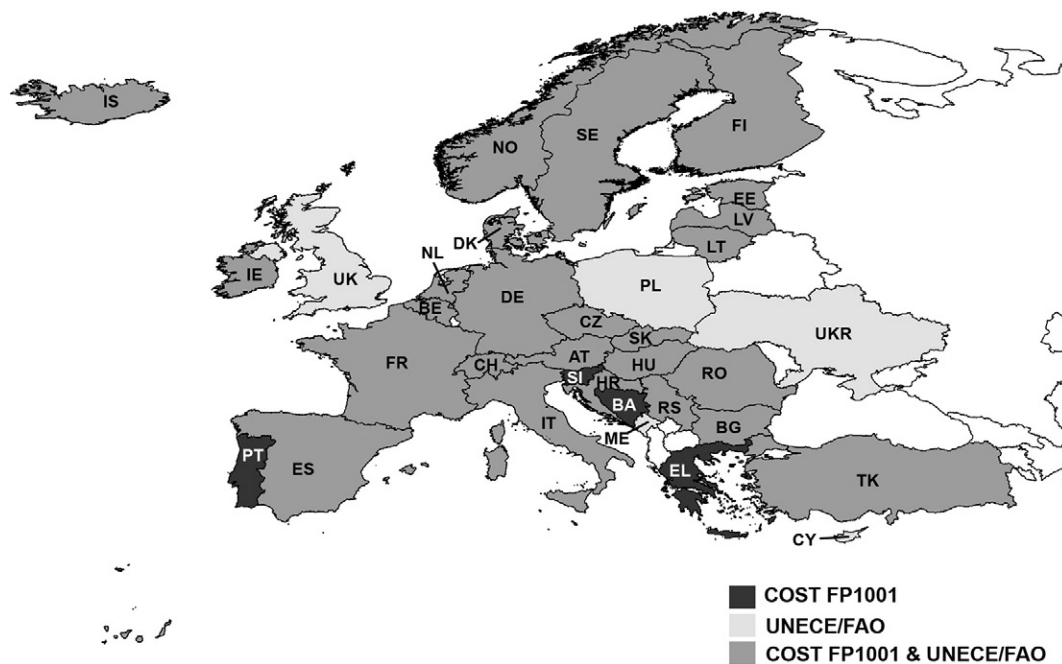 IS
NO
SE
FI
EE
LV
LT
DK
NL
IE
UK
BE
DE
PL
CZ
SK
UKR
FR
CH
AT
HU
RO
SI
HR
BA
RS
ME
BG
IT
PT
ES
EL
TK
CY
COST FP1001
UNECE/FAO
COST FP1001 & UNECE/FAO